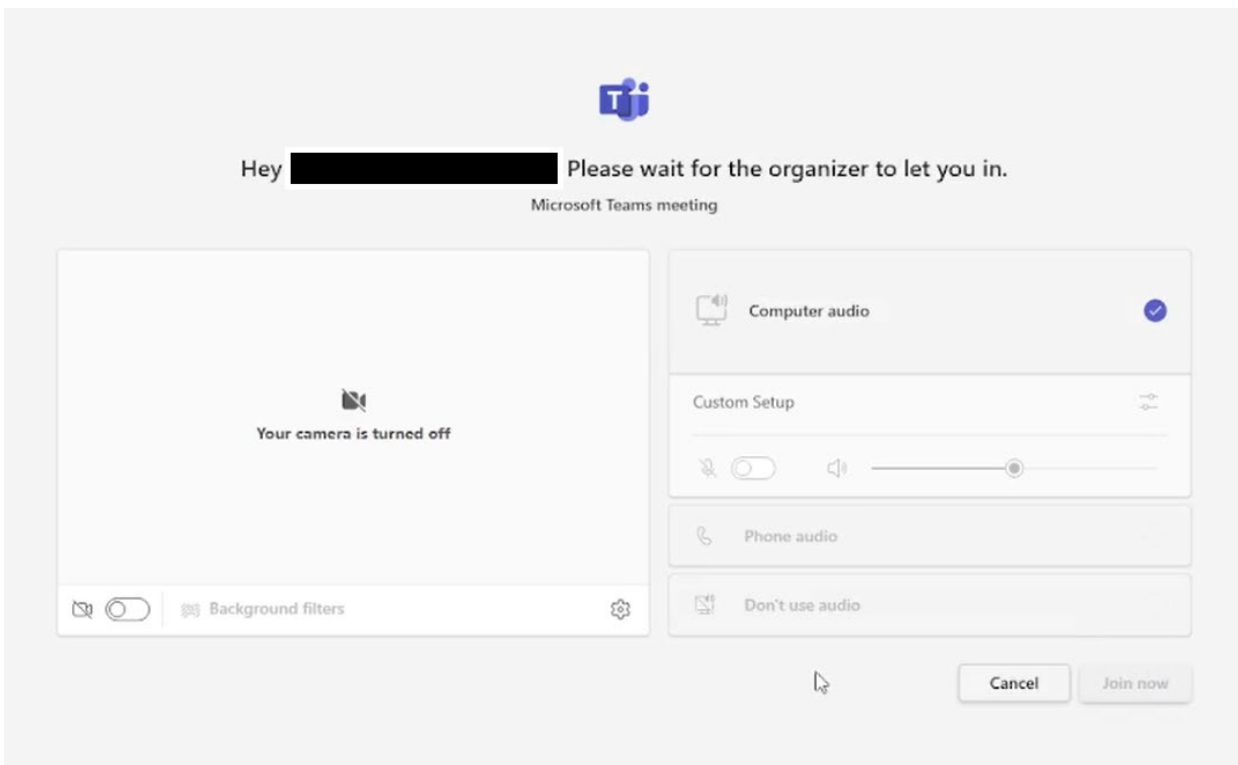 Hey Please wait for the organizer to let you in.
Microsoft Teams meeting
Computer audio
Your camera is turned off
Custom Setup
Phone audio
Background filters
Don't use audio
Cancel
Join now